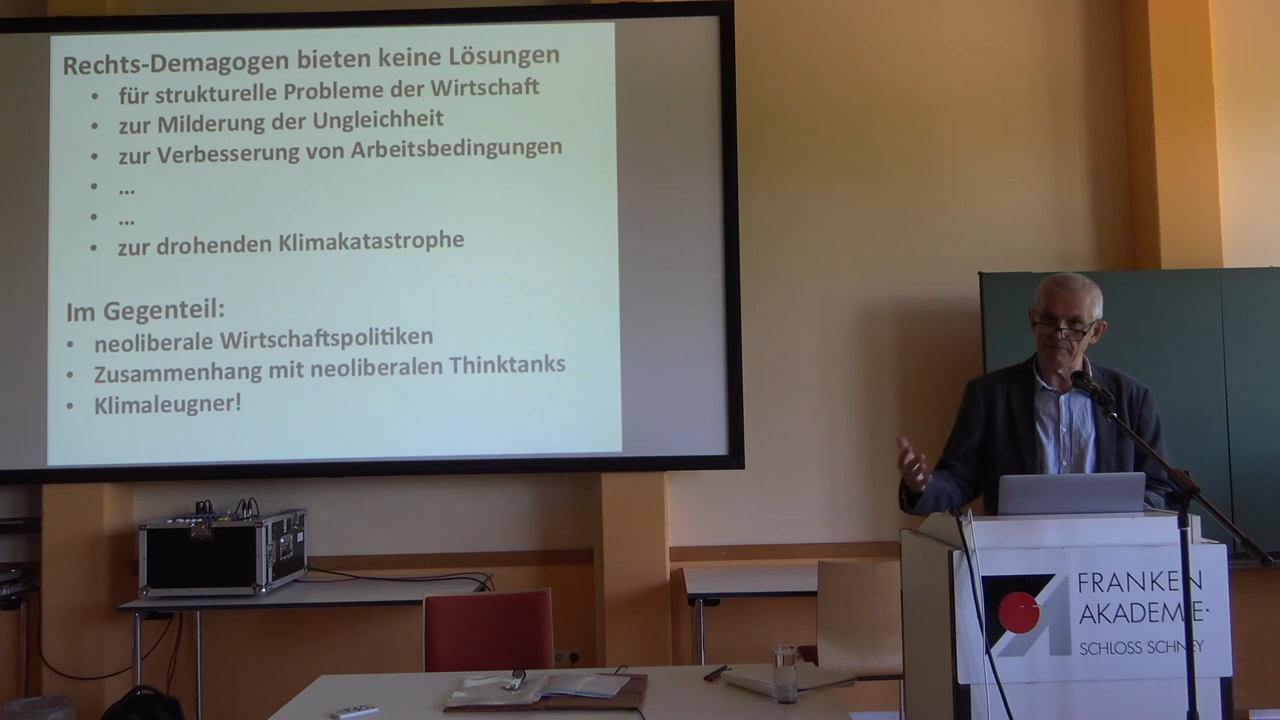 Rechts-Demagogen bieten keine Lösungen
• für strukturelle Probleme der Wirtschaft
• zur Milderung der Ungleichheit
• zur Verbesserung von Arbeitsbedingungen
• ...
• ...
• zur drohenden Klimakatastrophe
Im Gegenteil:
• neoliberale Wirtschaftspolitiken
• Zusammenhang mit neoliberalen Thinktanks
• Klimaleugner!
FRANKEN
AKADEMIE·
SCHLOSS SCHNEY